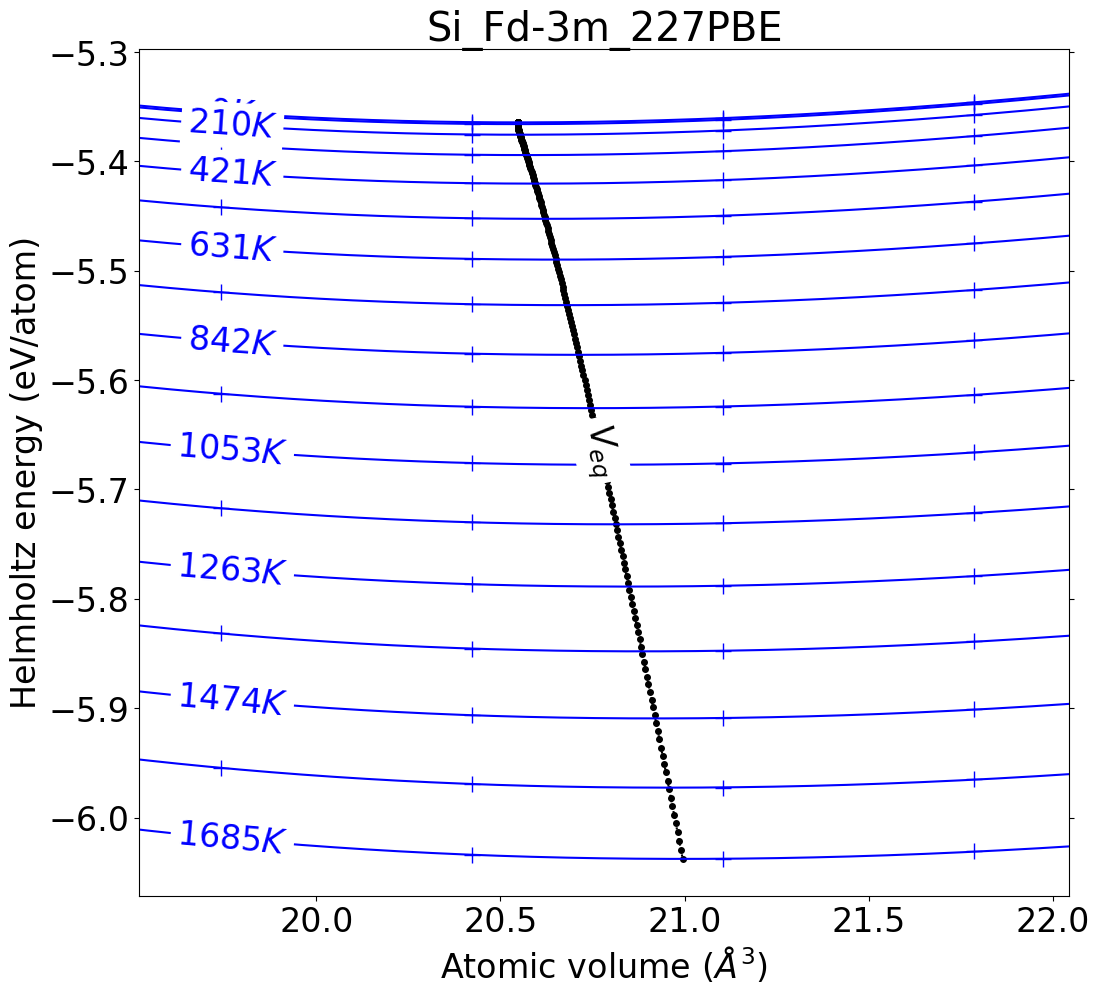 Si_Fd-3m_227PBE
Helmholtz energy (eV/atom)
−5.3
−5.4
−5.5
−5.6
−5.7
−5.8
−5.9
−6.0
210K
421K
631K
842K
1053K
1263K
1474K
1685K
V_eq
20.0 20.5 21.0 21.5 22.0
Atomic volume (Å³)